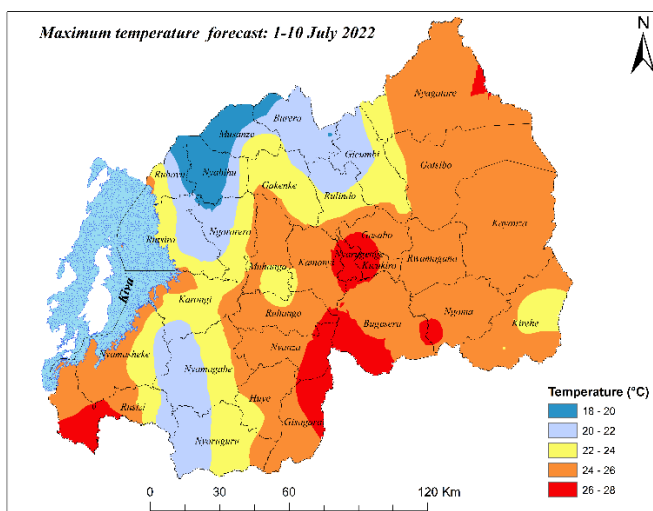 Maximum temperature forecast: 1-10 July 2022
N
Nyagatare
Burera
Musanze
Gicumbi
Gatsibo
Rubavu
Nyabihu
Gakenke
Rulindo
Kayonza
Rutsiro
Ngororero
Gasabo
Nyarugenge
Kicukiro
Rwamagana
Muhanga
Kamonyi
Kivu
Karongi
Ruhango
Bugesera
Ngoma
Kirehe
Nyamasheke
Nyanza
Nyamagabe
Rusizi
Huye
Gisagara
Nyaruguru
Temperature (°C)
18 - 20
20 - 22
22 - 24
24 - 26
26 - 28
0 30 60 120 Km